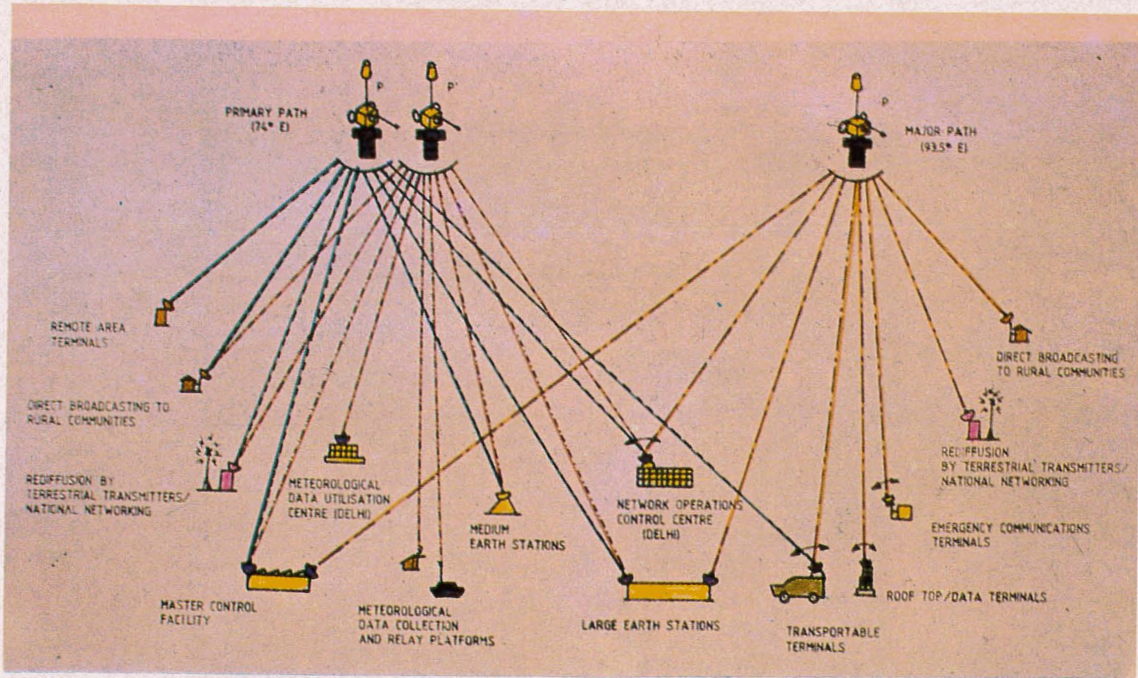 P
P'
PRIMARY PATH
(74° E)
P
MAJOR PATH
(93.5° E)
REMOTE AREA
TERMINALS
DIRECT BROADCASTING TO
RURAL COMMUNITIES
REDIFFUSION BY
TERRESTRIAL TRANSMITTERS/
NATIONAL NETWORKING
METEOROLOGICAL
DATA UTILISATION
CENTRE (DELHI)
MEDIUM
EARTH STATIONS
NETWORK OPERATIONS
CONTROL CENTRE
(DELHI)
DIRECT BROADCASTING
TO RURAL COMMUNITIES
REDIFFUSION
BY TERRESTRIAL TRANSMITTERS/
NATIONAL NETWORKING
EMERGENCY COMMUNICATIONS
TERMINALS
ROOF TOP/DATA TERMINALS
MASTER CONTROL
FACILITY
METEOROLOGICAL
DATA COLLECTION
AND RELAY PLATFORMS
LARGE EARTH STATIONS
TRANSPORTABLE
TERMINALS